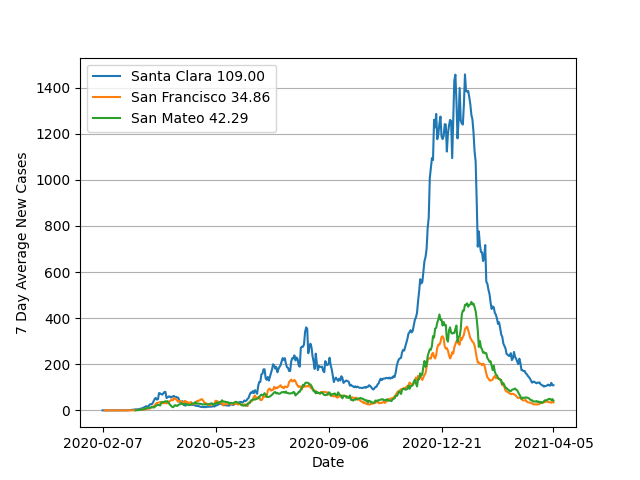 Santa Clara 109.00
San Francisco 34.86
San Mateo 42.29
7 Day Average New Cases
1400
1200
1000
800
600
400
200
0
2020-02-07 2020-05-23 2020-09-06 2020-12-21 2021-04-05
Date